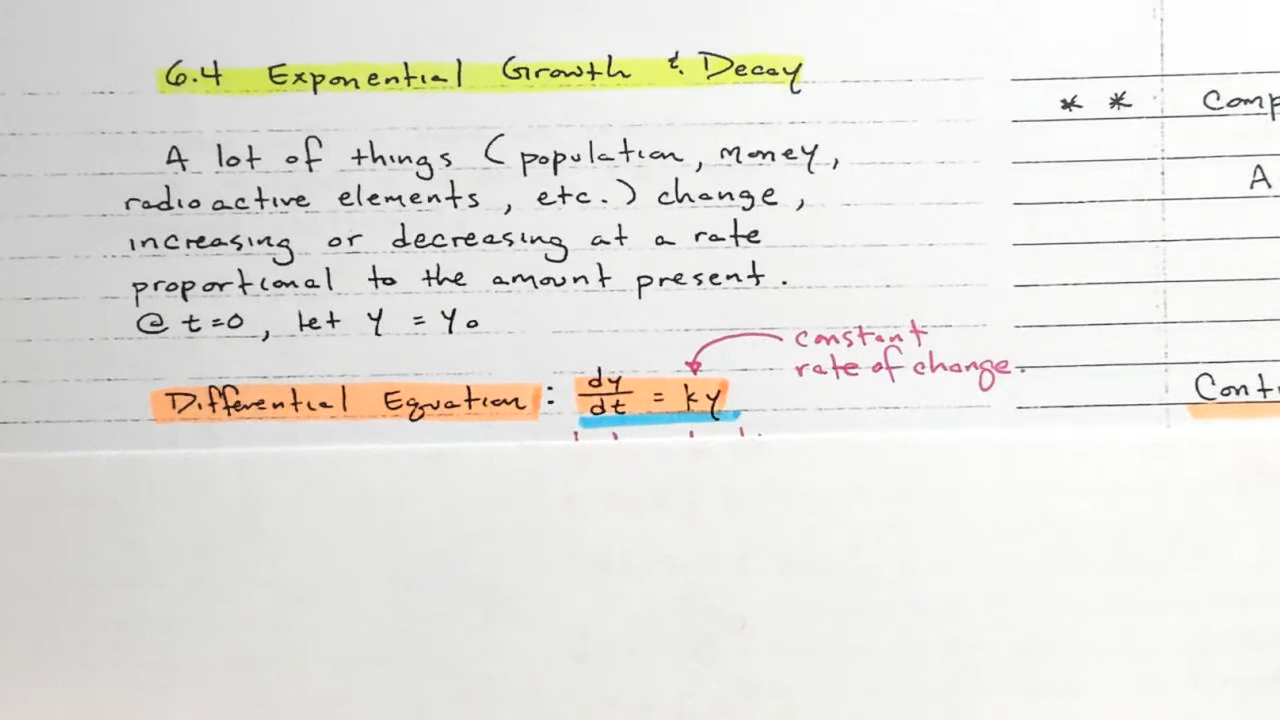 6.4 Exponential Growth & Decay
A lot of things (population, money,
radioactive elements, etc.) change,
increasing or decreasing at a rate
proportional to the amount present.
@ t=0, let y = y₀
constant
rate of change.
Differential Equation: dy/dt = ky
* * Comp
A
Cont